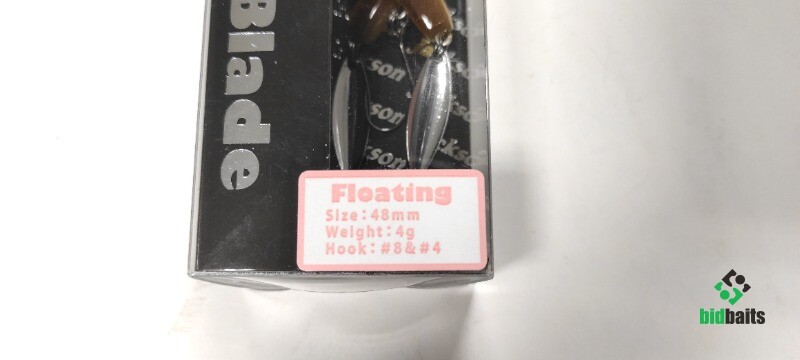 Blade
Floating
Size:48mm
Weight:4g
Hook:#8&#4
bidbaits